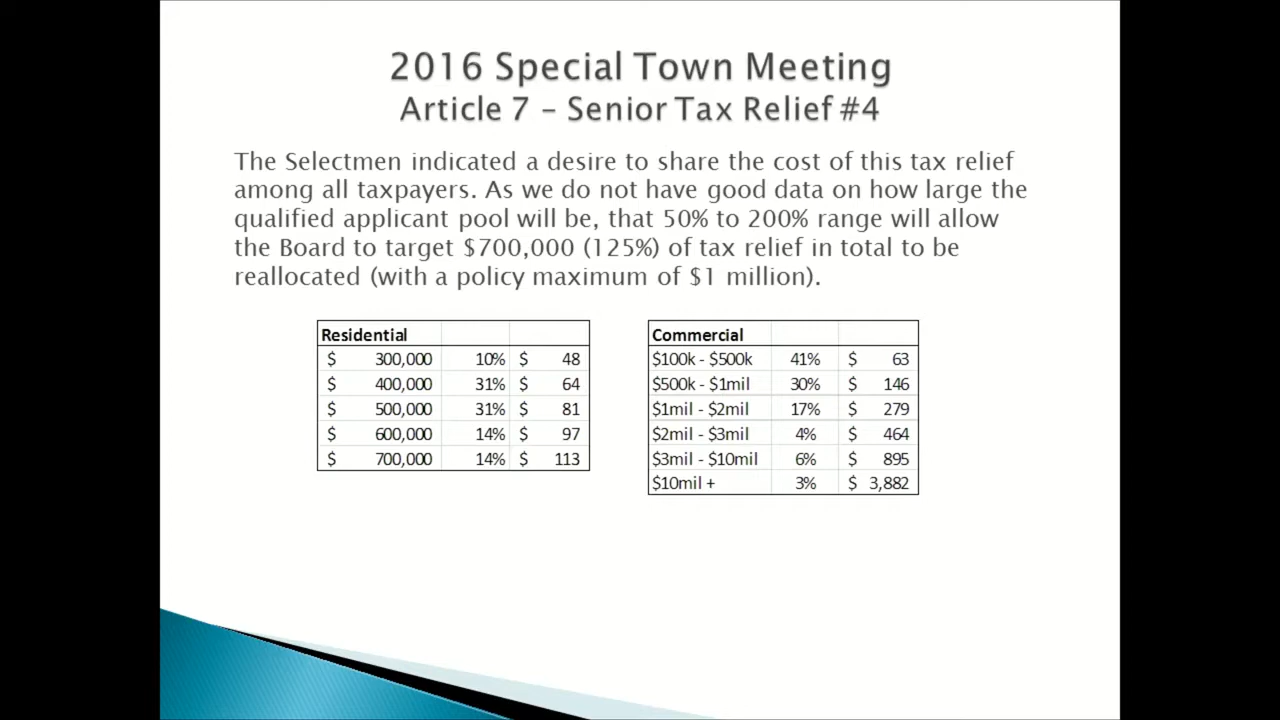 2016 Special Town Meeting
Article 7 – Senior Tax Relief #4
The Selectmen indicated a desire to share the cost of this tax relief
among all taxpayers. As we do not have good data on how large the
qualified applicant pool will be, that 50% to 200% range will allow
the Board to target $700,000 (125%) of tax relief in total to be
reallocated (with a policy maximum of $1 million).
Residential
$ 300,000 10% $ 48
$ 400,000 31% $ 64
$ 500,000 31% $ 81
$ 600,000 14% $ 97
$ 700,000 14% $ 113
Commercial
$100k - $500k 41% $ 63
$500k - $1mil 30% $ 146
$1mil - $2mil 17% $ 279
$2mil - $3mil 4% $ 464
$3mil - $10mil 6% $ 895
$10mil + 3% $ 3,882